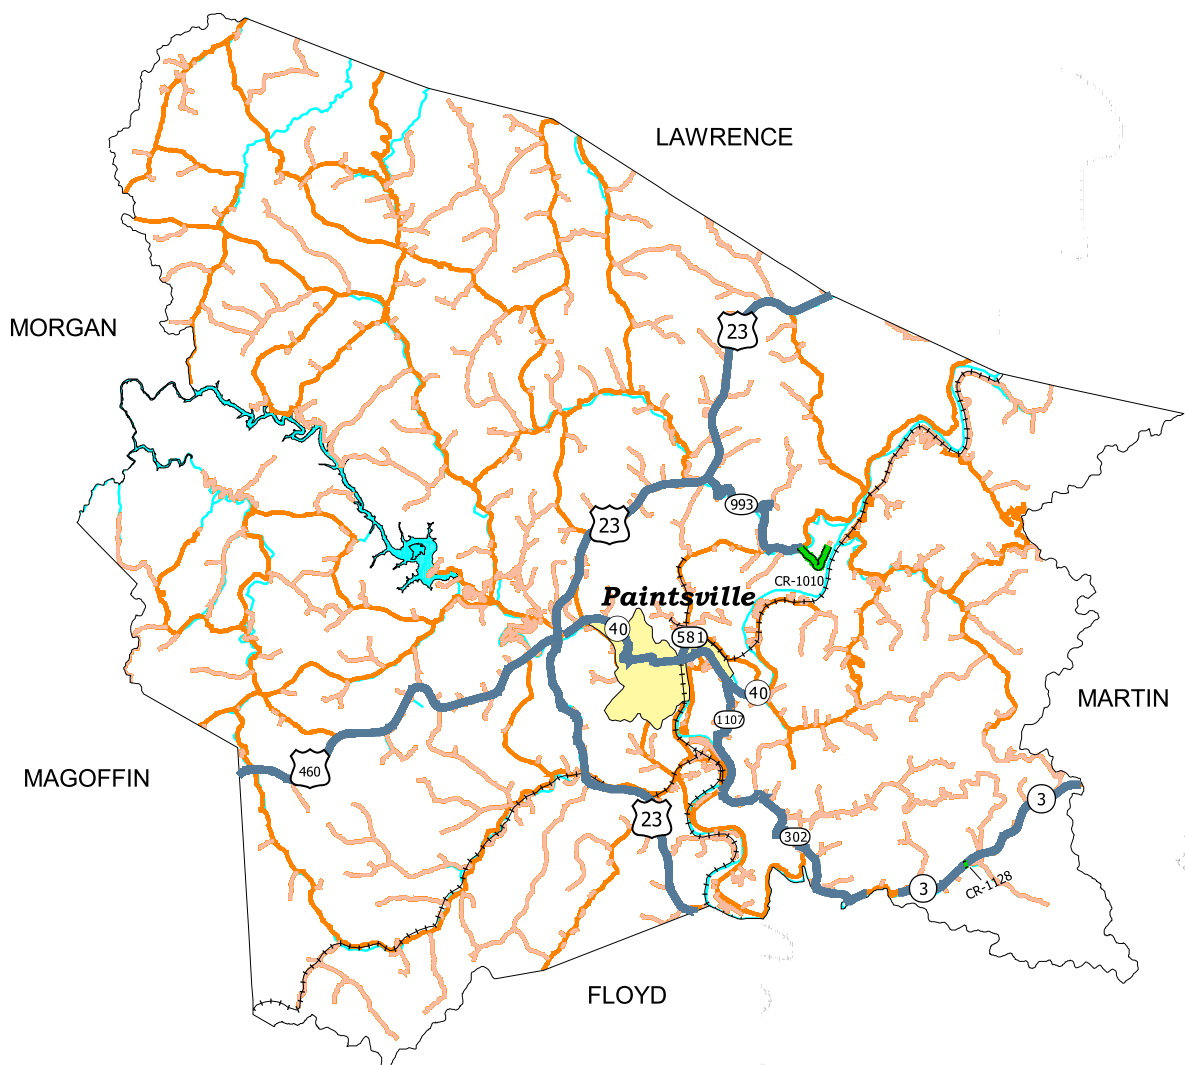 LAWRENCE
MORGAN
23
993
23
CR-1010
Paintsville
40
581
40
MARTIN
1107
460
MAGOFFIN
3
23
302
3
CR-1128
FLOYD